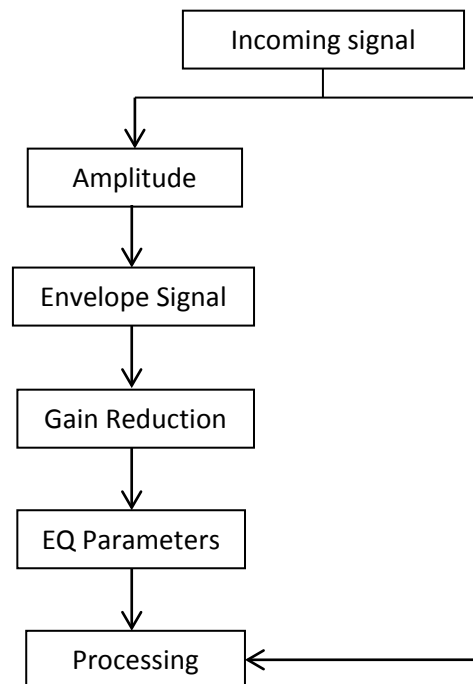 Incoming signal
Amplitude
Envelope Signal
Gain Reduction
EQ Parameters
Processing